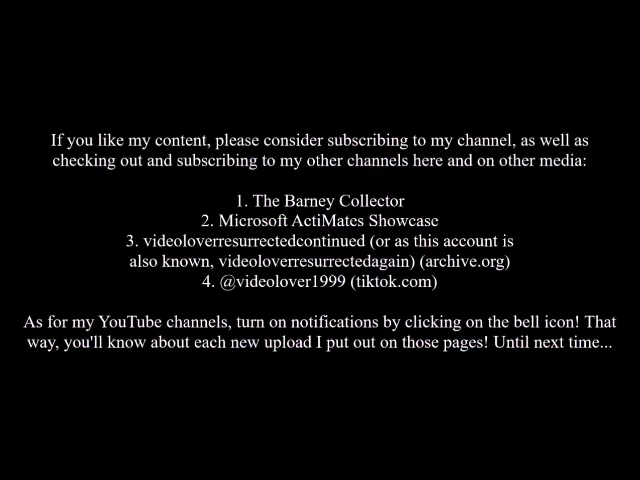 If you like my content, please consider subscribing to my channel, as well as
checking out and subscribing to my other channels here and on other media:
1. The Barney Collector
2. Microsoft ActiMates Showcase
3. videoloverresurrectedcontinued (or as this account is
also known, videoloverresurrectedagain) (archive.org)
4. @videolover1999 (tiktok.com)
As for my YouTube channels, turn on notifications by clicking on the bell icon! That
way, you'll know about each new upload I put out on those pages! Until next time...